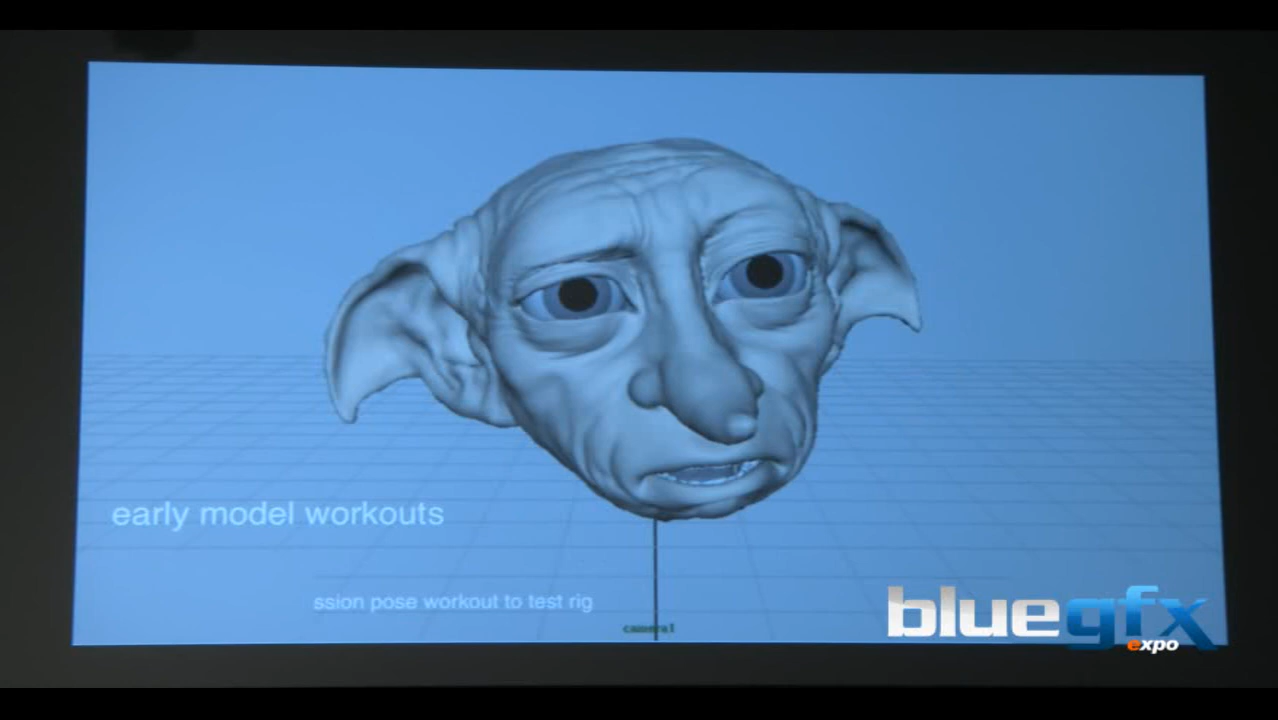 early model workouts
ssion pose workout to test rig
camera1
bluegfx
expo